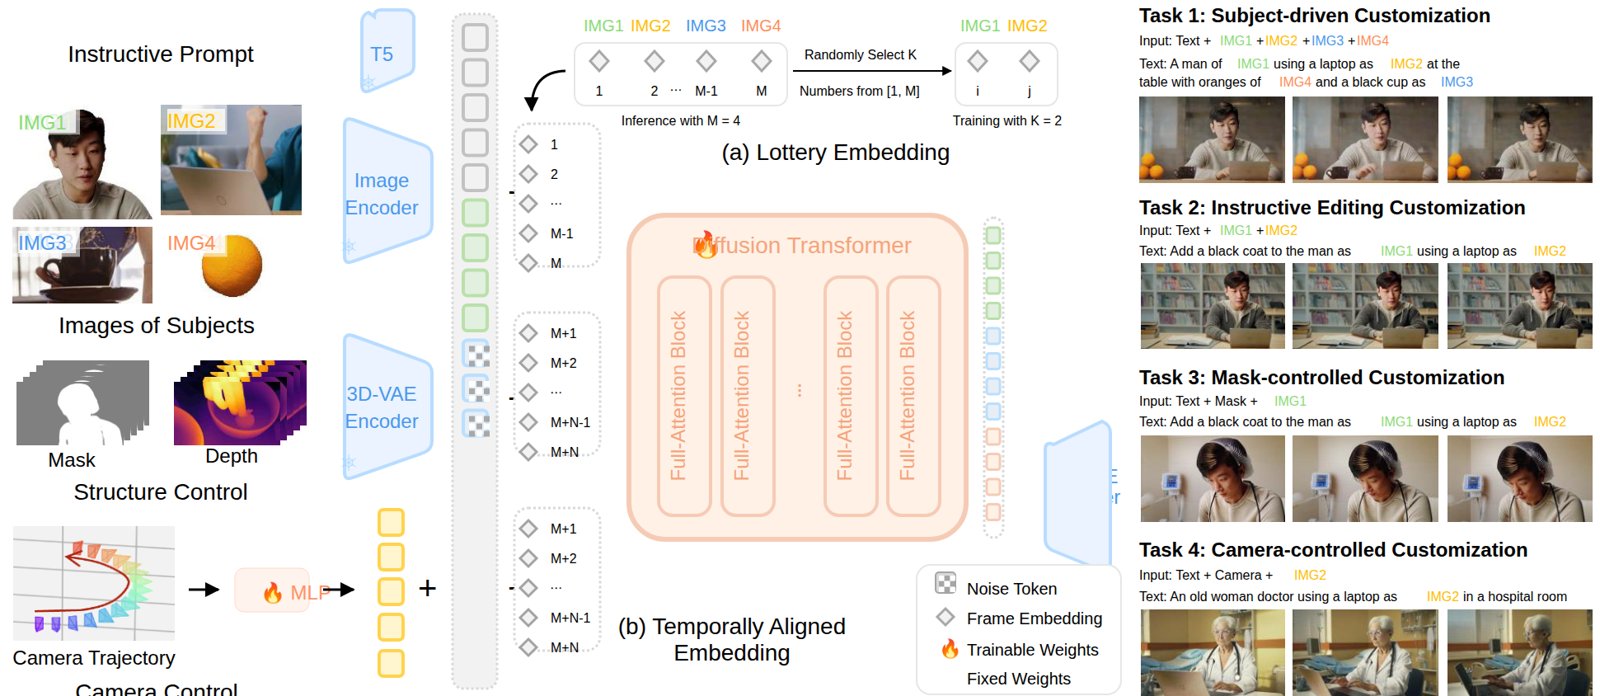 Instructive Prompt
T5
IMG1
IMG2
IMG3
IMG4
Images of Subjects
Image
Encoder
3D-VAE
Encoder
Mask
Depth
Structure Control
Camera Trajectory
MLP
+
Camera Control
IMG1 IMG2 IMG3 IMG4
1 2 ... M-1 M
Inference with M = 4
Randomly Select K
Numbers from [1, M]
IMG1 IMG2
i j
Training with K = 2
(a) Lottery Embedding
1
2
...
M-1
M
M+1
M+2
...
M+N-1
M+N
M+1
M+2
...
M+N-1
M+N
Diffusion Transformer
Full-Attention Block
Full-Attention Block
...
Full-Attention Block
Full-Attention Block
(b) Temporally Aligned
Embedding
Noise Token
Frame Embedding
Trainable Weights
Fixed Weights
Task 1: Subject-driven Customization
Input: Text + IMG1 +IMG2 +IMG3 +IMG4
Text: A man of IMG1 using a laptop as IMG2 at the
table with oranges of IMG4 and a black cup as IMG3
Task 2: Instructive Editing Customization
Input: Text + IMG1 +IMG2
Text: Add a black coat to the man as IMG1 using a laptop as IMG2
Task 3: Mask-controlled Customization
Input: Text + Mask + IMG1
Text: Add a black coat to the man as IMG1 using a laptop as IMG2
Task 4: Camera-controlled Customization
Input: Text + Camera + IMG2
Text: An old woman doctor using a laptop as IMG2 in a hospital room